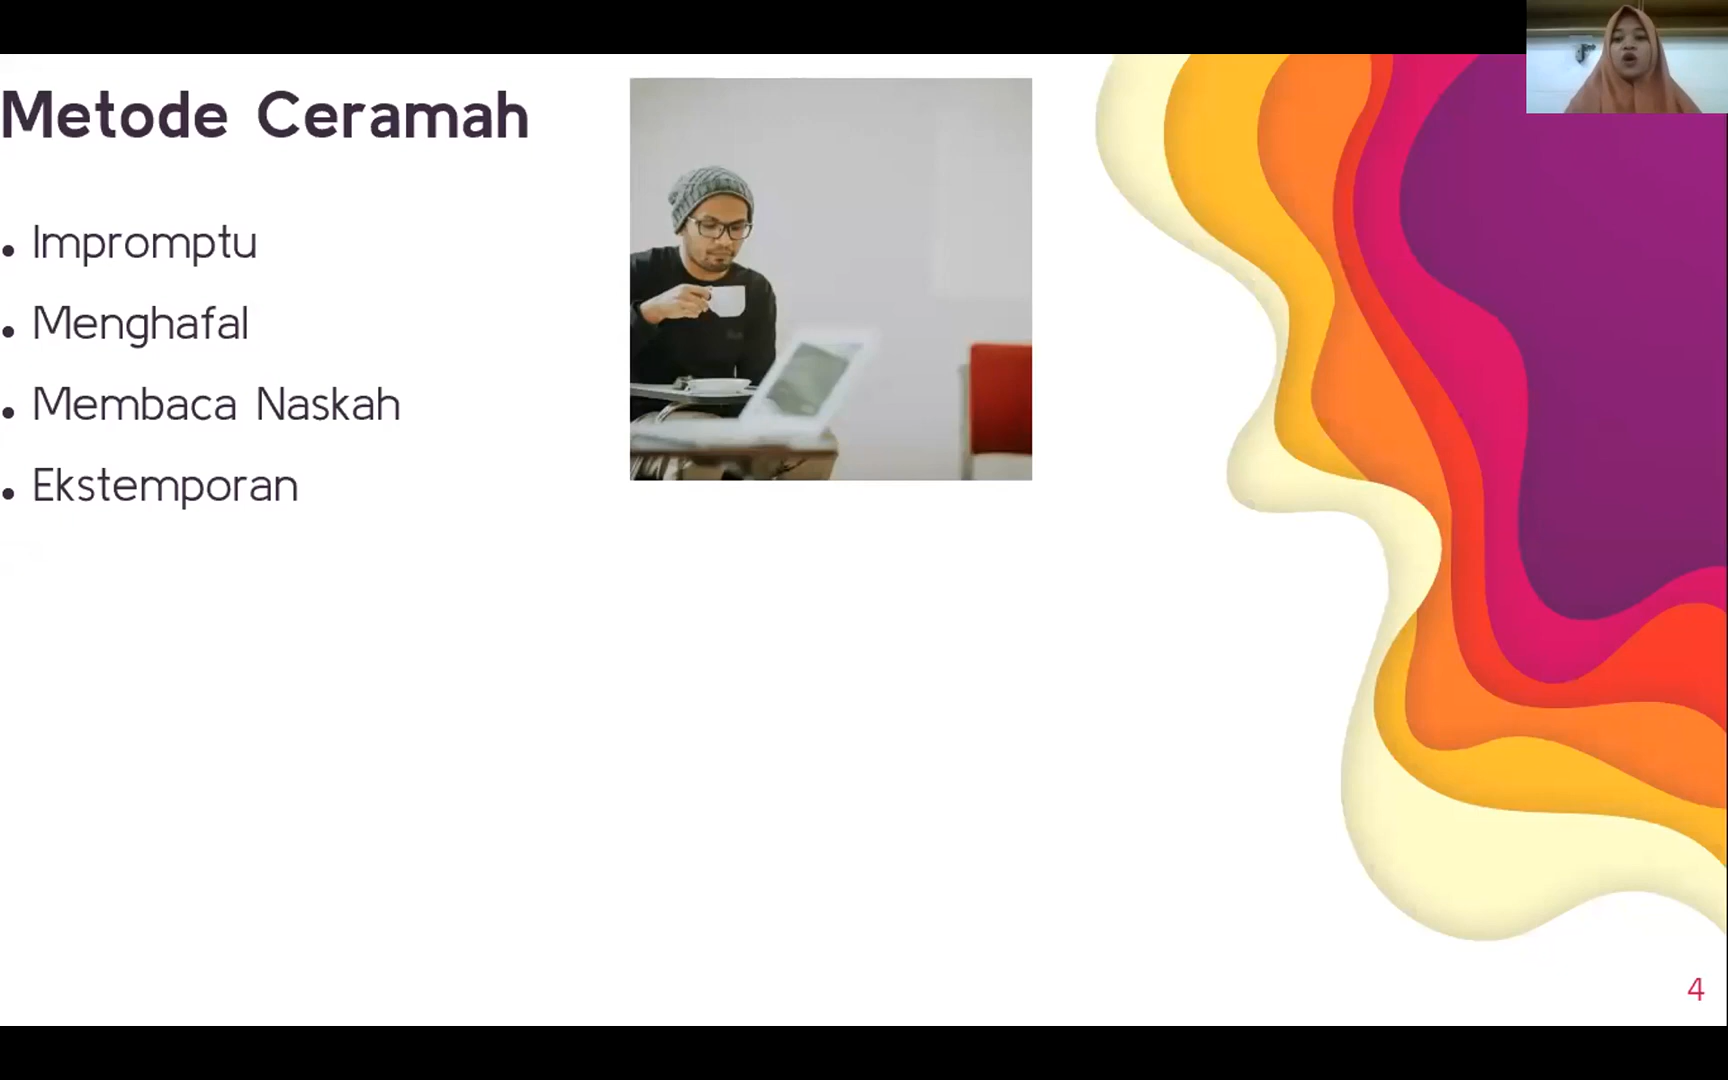 Metode Ceramah
• Impromptu
• Menghafal
• Membaca Naskah
• Ekstemporan
4